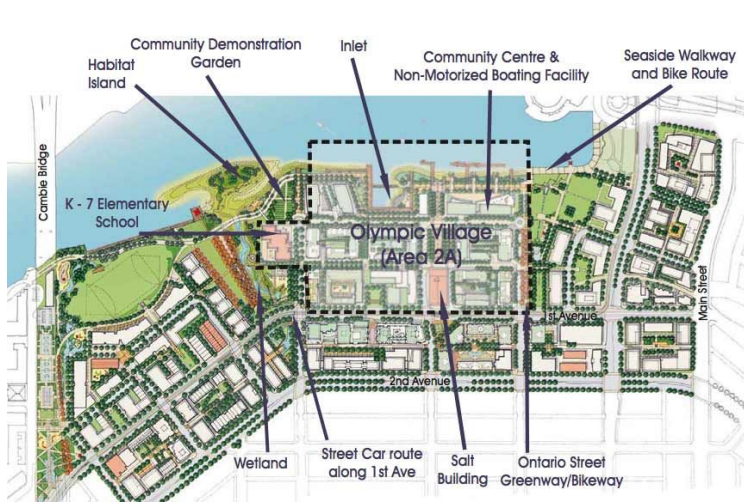 Community Demonstration
Garden
Habitat
Island
Inlet
Community Centre &
Non-Motorized Boating Facility
Seaside Walkway
and Bike Route
Cambie Bridge
K - 7 Elementary
School
Olympic Village
(Area 2A)
1st Avenue
Main Street
2nd Avenue
Wetland
Street Car route
along 1st Ave
Salt
Building
Ontario Street
Greenway/Bikeway